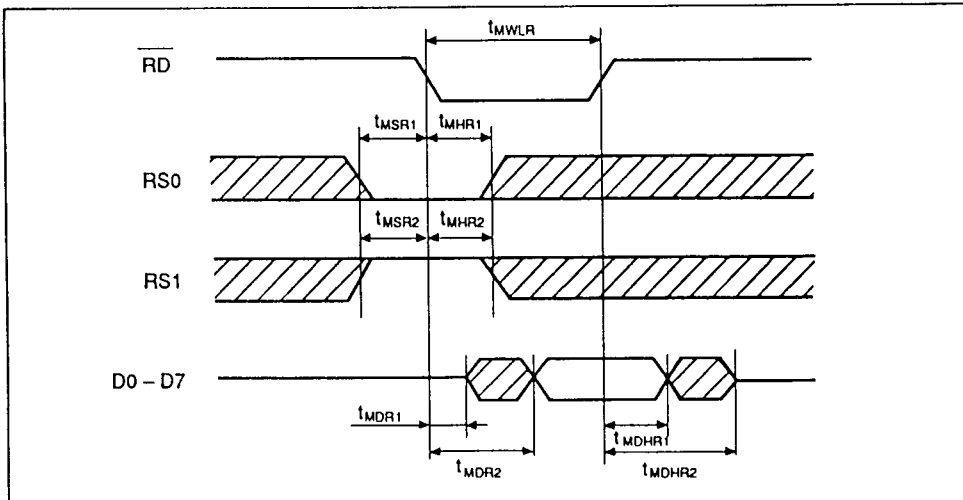 tMWLR
RD
tMSR1 tMHR1
RS0
tMSR2 tMHR2
RS1
D0 – D7
tMDR1 tMDHR1
tMDR2 tMDHR2